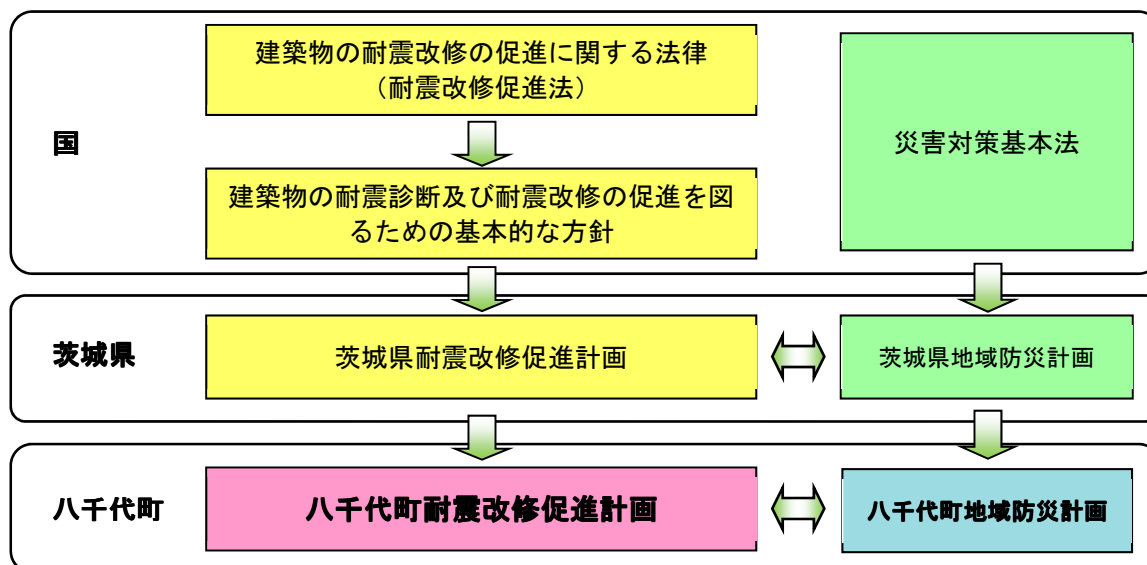 国
建築物の耐震改修の促進に関する法律
（耐震改修促進法）
建築物の耐震診断及び耐震改修の促進を図
るための基本的な方針
災害対策基本法
茨城県
茨城県耐震改修促進計画
茨城県地域防災計画
八千代町
八千代町耐震改修促進計画
八千代町地域防災計画